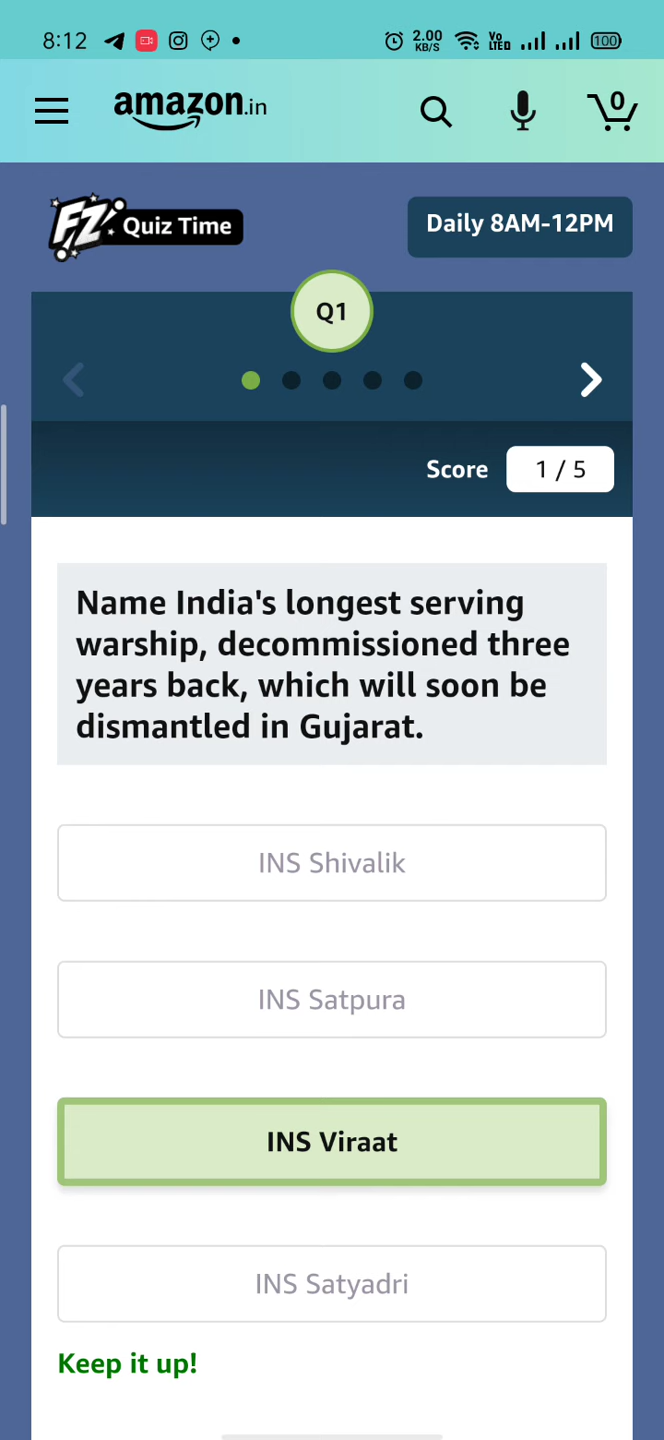 8:12 2.00 KB/S Vo LTED 100
amazon.in 0
FZ Quiz Time Daily 8AM-12PM
Q1
Score 1 / 5
Name India's longest serving
warship, decommissioned three
years back, which will soon be
dismantled in Gujarat.
INS Shivalik
INS Satpura
INS Viraat
INS Satyadri
Keep it up!